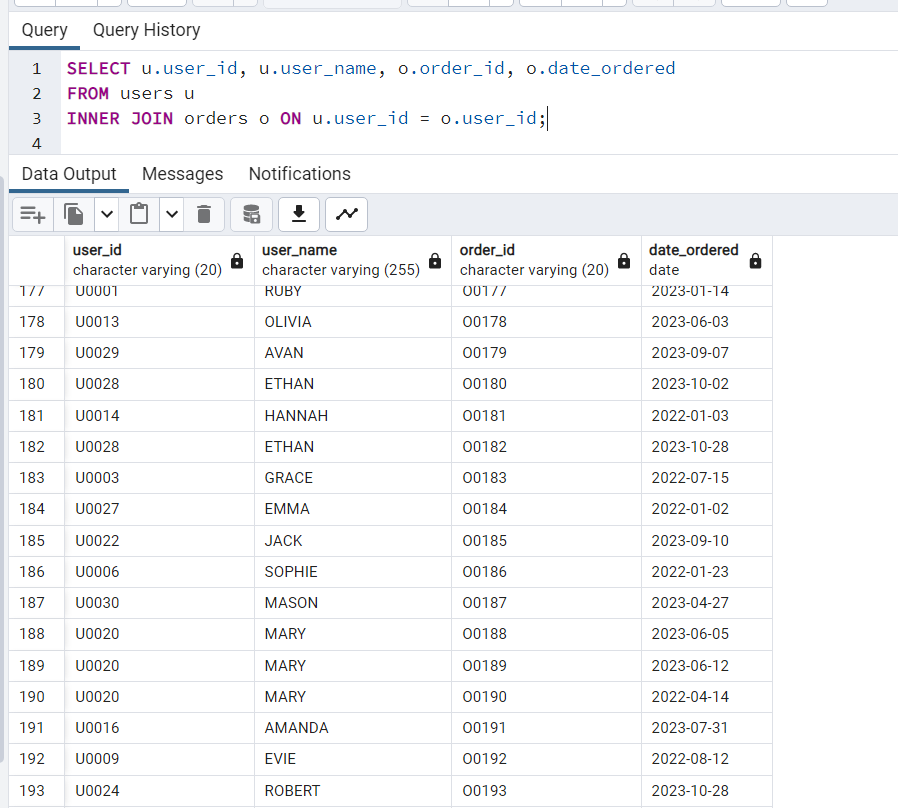 Query Query History
1 SELECT u.user_id, u.user_name, o.order_id, o.date_ordered
2 FROM users u
3 INNER JOIN orders o ON u.user_id = o.user_id;
4
Data Output Messages Notifications
user_id user_name order_id date_ordered
character varying (20) character varying (255) character varying (20) date
177 U0001 RUBY O0177 2023-01-14
178 U0013 OLIVIA O0178 2023-06-03
179 U0029 AVAN O0179 2023-09-07
180 U0028 ETHAN O0180 2023-10-02
181 U0014 HANNAH O0181 2022-01-03
182 U0028 ETHAN O0182 2023-10-28
183 U0003 GRACE O0183 2022-07-15
184 U0027 EMMA O0184 2022-01-02
185 U0022 JACK O0185 2023-09-10
186 U0006 SOPHIE O0186 2022-01-23
187 U0030 MASON O0187 2023-04-27
188 U0020 MARY O0188 2023-06-05
189 U0020 MARY O0189 2023-06-12
190 U0020 MARY O0190 2022-04-14
191 U0016 AMANDA O0191 2023-07-31
192 U0009 EVIE O0192 2022-08-12
193 U0024 ROBERT O0193 2023-10-28